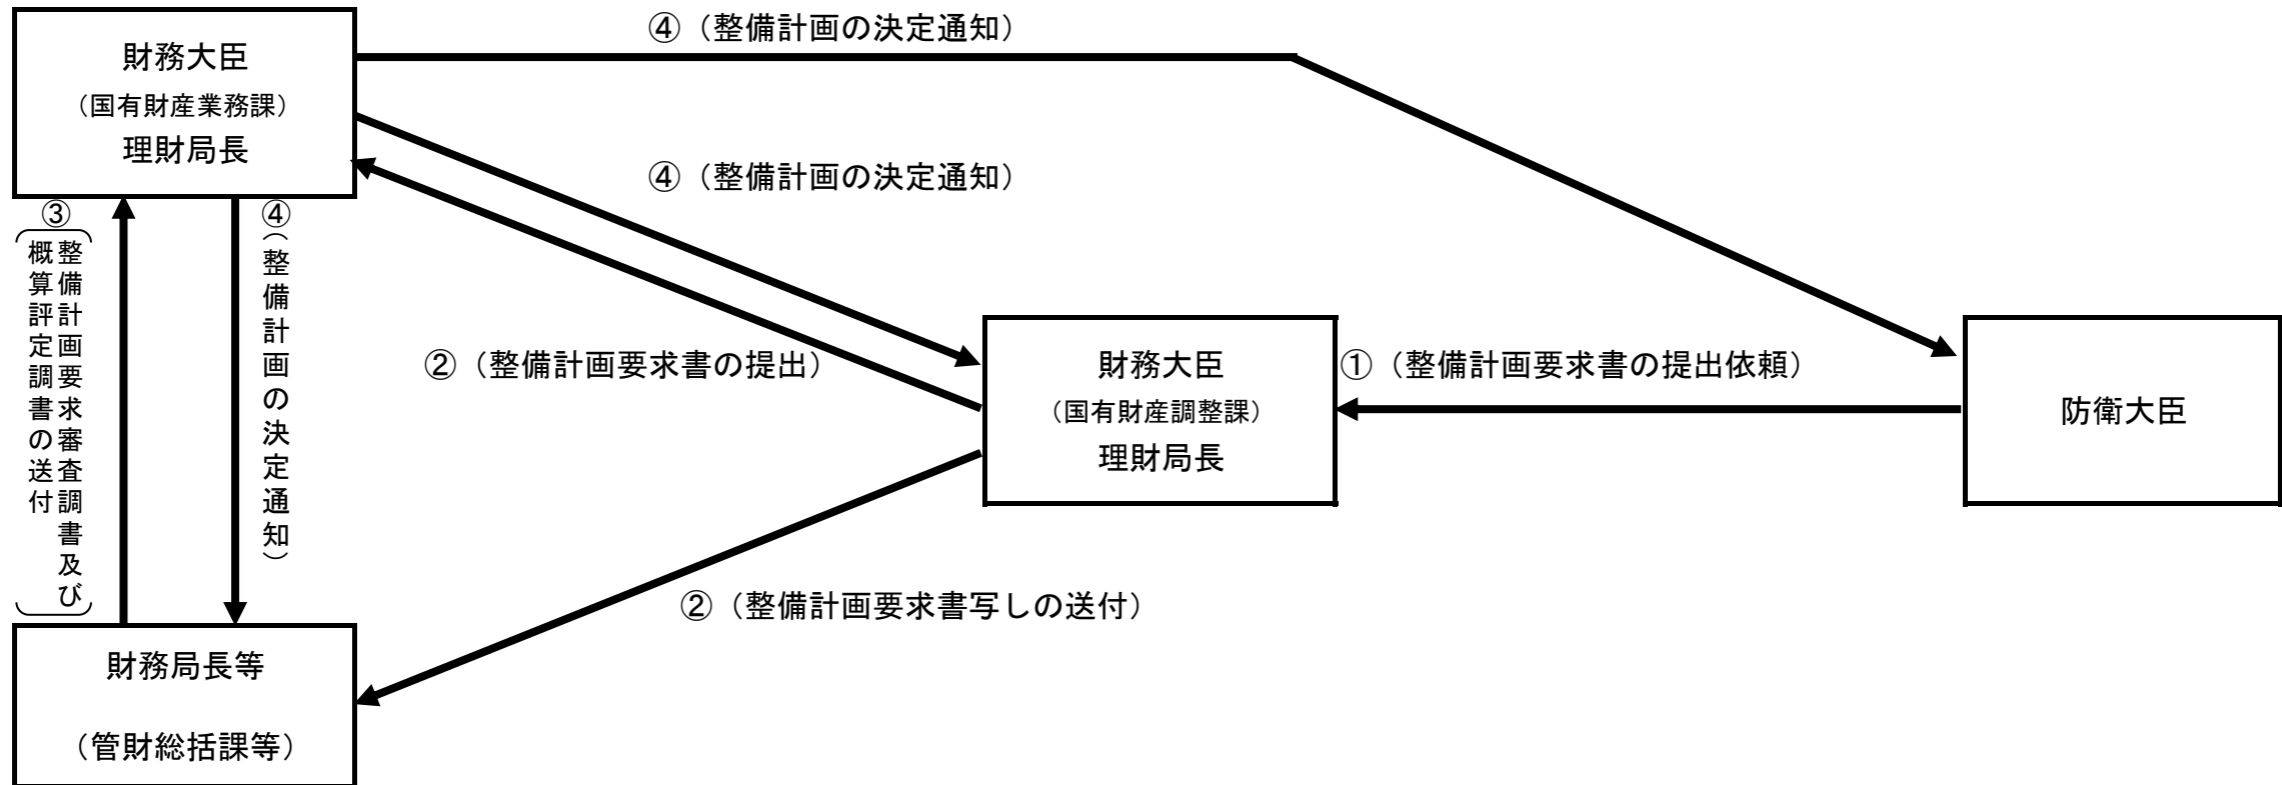 ④（整備計画の決定通知）
財務大臣
（国有財産業務課）
理財局長
④（整備計画の決定通知）
③
整備計画要求審査調書及び
概算評定調書の送付
④（整備計画の決定通知）
②（整備計画要求書の提出）
財務大臣
（国有財産調整課）
理財局長
①（整備計画要求書の提出依頼）
防衛大臣
②（整備計画要求書写しの送付）
財務局長等
（管財総括課等）